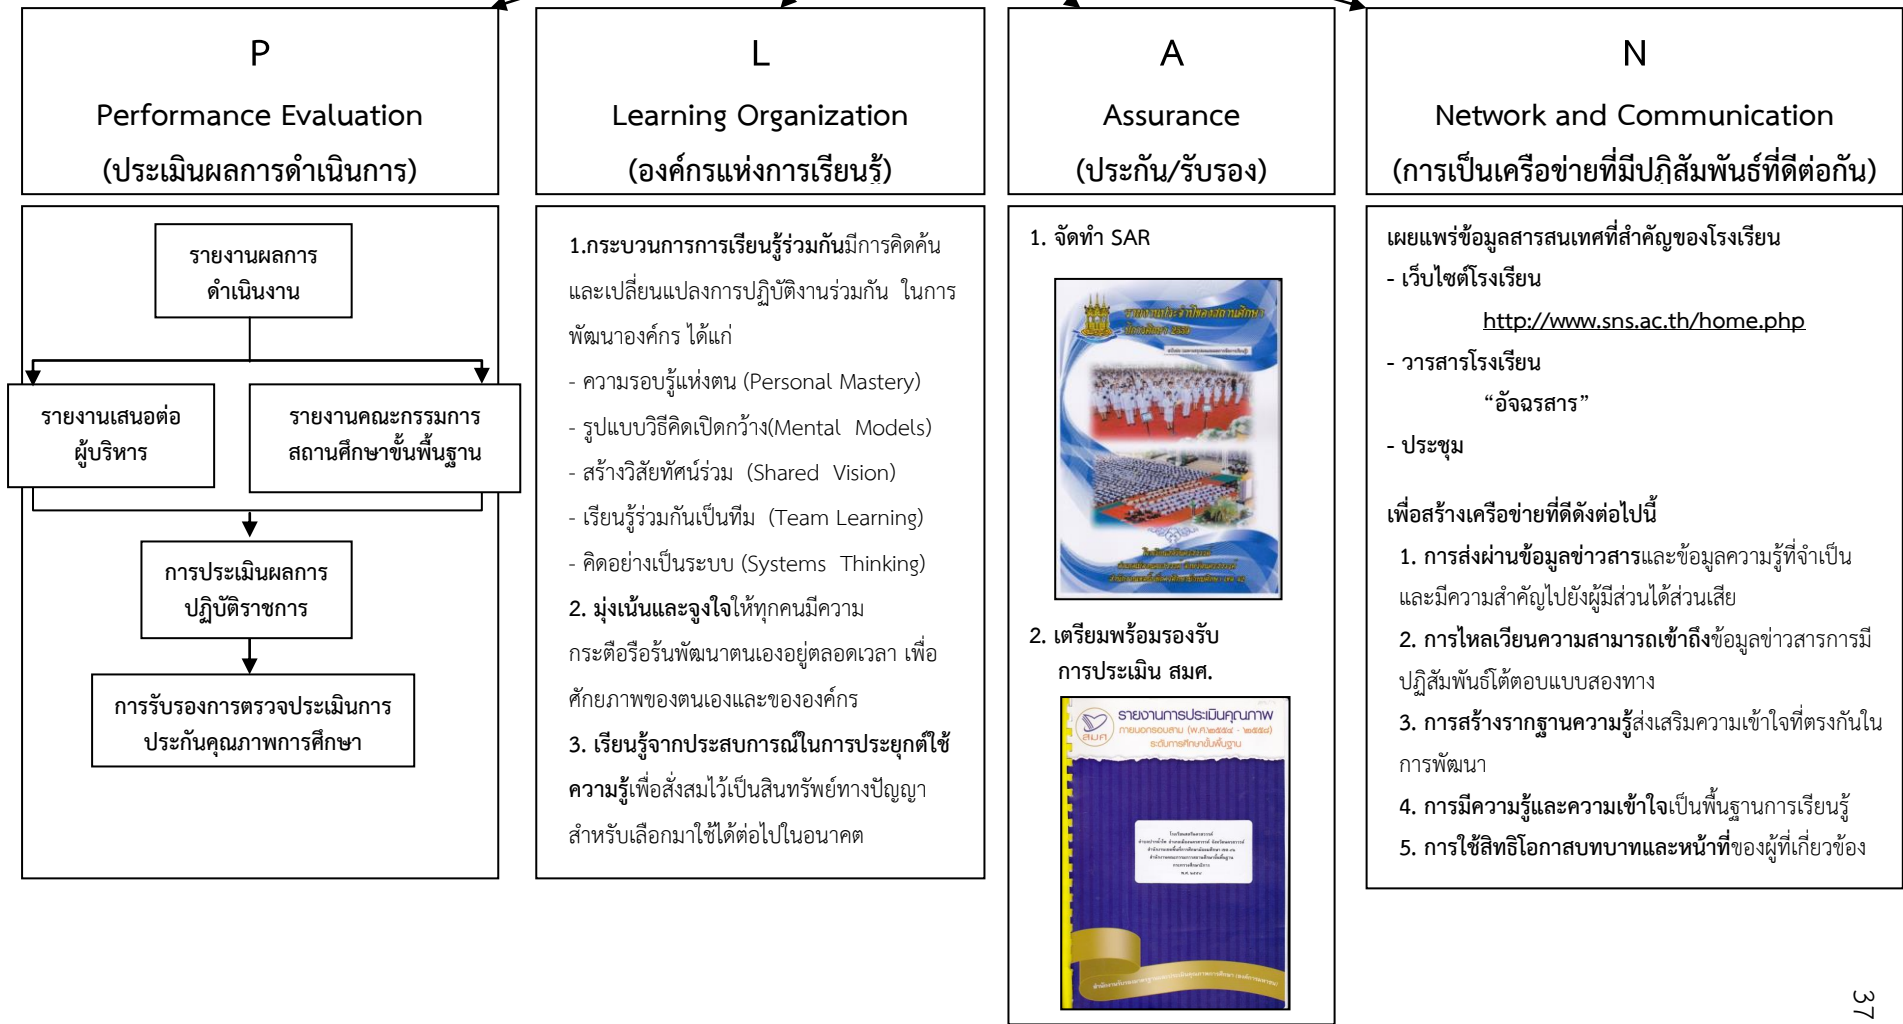 P
Performance Evaluation
(ประเมินผลการดำเนินการ)
รายงานผลการ
ดำเนินงาน
รายงานเสนอต่อ
ผู้บริหาร
รายงานคณะกรรมการ
สถานศึกษาขั้นพื้นฐาน
การประเมินผลการ
ปฏิบัติราชการ
การรับรองการตรวจประเมินการ
ประกันคุณภาพการศึกษา
L
Learning Organization
(องค์กรแห่งการเรียนรู้)
1.กระบวนการการเรียนรู้ร่วมกันมีการคิดค้น
และเปลี่ยนแปลงการปฏิบัติงานร่วมกัน ในการ
พัฒนาองค์กร ได้แก่
- ความรอบรู้แห่งตน (Personal Mastery)
- รูปแบบวิธีคิดเปิดกว้าง(Mental Models)
- สร้างวิสัยทัศน์ร่วม (Shared Vision)
- เรียนรู้ร่วมกันเป็นทีม (Team Learning)
- คิดอย่างเป็นระบบ (Systems Thinking)
2. มุ่งเน้นและจูงใจให้ทุกคนมีความ
กระตือรือร้นพัฒนาตนเองอยู่ตลอดเวลา เพื่อ
ศักยภาพของตนเองและขององค์กร
3. เรียนรู้จากประสบการณ์ในการประยุกต์ใช้
ความรู้เพื่อสั่งสมไว้เป็นสินทรัพย์ทางปัญญา
สำหรับเลือกมาใช้ได้ต่อไปในอนาคต
A
Assurance
(ประกัน/รับรอง)
1. จัดทำ SAR
รายงานประจำปีของสถานศึกษา
2. เตรียมพร้อมรองรับ
การประเมิน สมศ.
สมศ
รายงานการประเมินคุณภาพ
ภายนอกรอบสาม (พ.ศ.๒๕๕๔ - ๒๕๕๘)
ระดับการศึกษาขั้นพื้นฐาน
N
Network and Communication
(การเป็นเครือข่ายที่มีปฏิสัมพันธ์ที่ดีต่อกัน)
เผยแพร่ข้อมูลสารสนเทศที่สำคัญของโรงเรียน
- เว็บไซต์โรงเรียน
http://www.sns.ac.th/home.php
- วารสารโรงเรียน
“อัจฉรสาร”
- ประชุม
เพื่อสร้างเครือข่ายที่ดีดังต่อไปนี้
1. การส่งผ่านข้อมูลข่าวสารและข้อมูลความรู้ที่จำเป็น
และมีความสำคัญไปยังผู้มีส่วนได้ส่วนเสีย
2. การไหลเวียนความสามารถเข้าถึงข้อมูลข่าวสารการมี
ปฏิสัมพันธ์โต้ตอบแบบสองทาง
3. การสร้างรากฐานความรู้ส่งเสริมความเข้าใจที่ตรงกันใน
การพัฒนา
4. การมีความรู้และความเข้าใจเป็นพื้นฐานการเรียนรู้
5. การใช้สิทธิโอกาสบทบาทและหน้าที่ของผู้ที่เกี่ยวข้อง
37